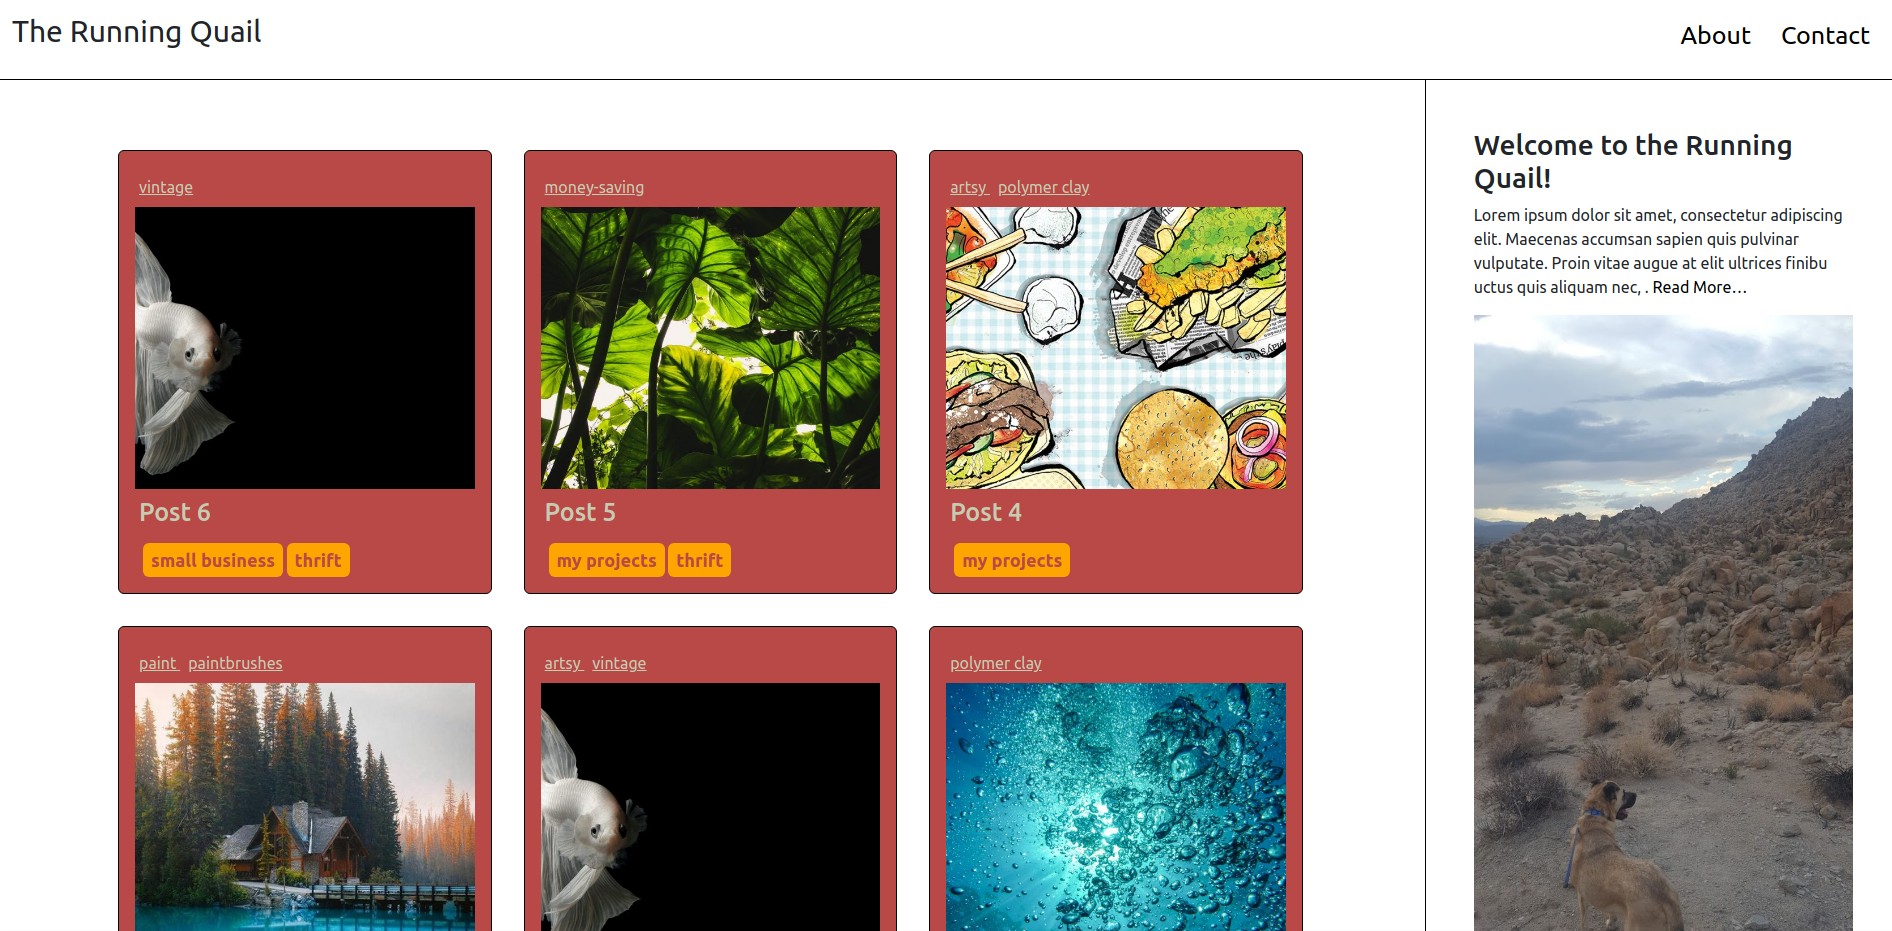 The Running Quail
About Contact
vintage
Post 6
small business thrift
money-saving
Post 5
my projects thrift
artsy polymer clay
Post 4
my projects
paint paintbrushes
artsy vintage
polymer clay
Welcome to the Running
Quail!
Lorem ipsum dolor sit amet, consectetur adipiscing
elit. Maecenas accumsan sapien quis pulvinar
vulputate. Proin vitae augue at elit ultrices finibu
uctus quis aliquam nec, . Read More...